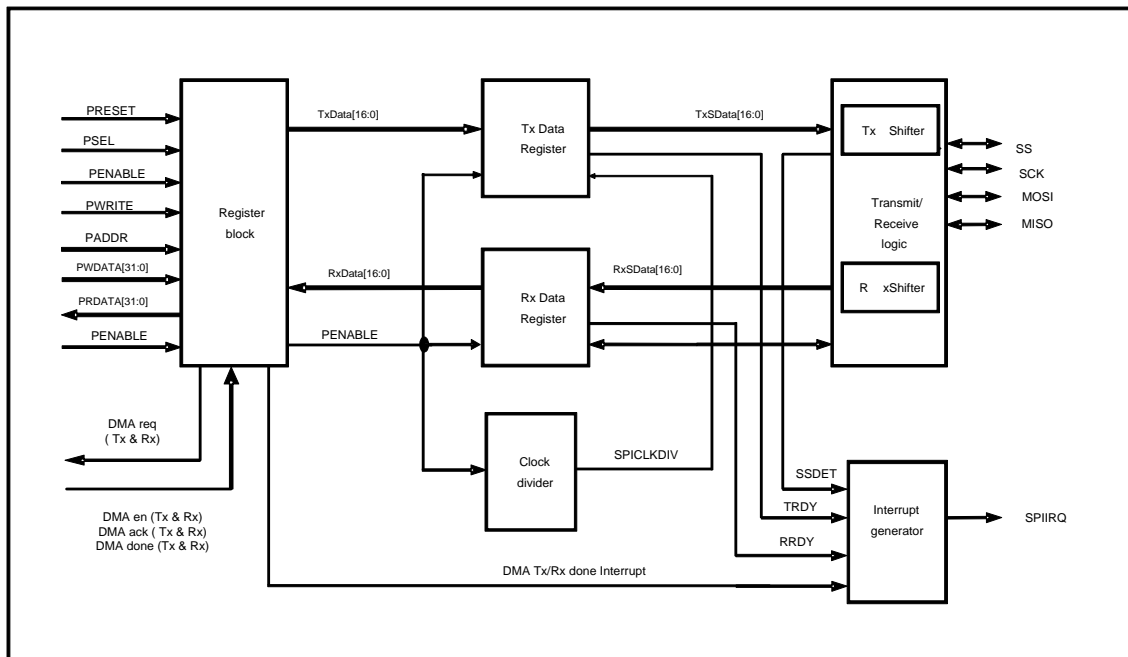 PRESET
PSEL
PENABLE
PWRITE
PADDR
PWDATA[31:0]
PRDATA[31:0]
PENABLE
Register
block
TxData[16:0]
RxData[16:0]
PENABLE
Tx Data
Register
Rx Data
Register
Clock
divider
SPICLKDIV
TxSData[16:0]
RxSData[16:0]
Tx Shifter
Transmit/
Receive
logic
R xShifter
SS
SCK
MOSI
MISO
DMA req
( Tx & Rx)
DMA en (Tx & Rx)
DMA ack ( Tx & Rx)
DMA done (Tx & Rx)
DMA Tx/Rx done Interrupt
SSDET
TRDY
RRDY
Interrupt
generator
SPIIRQ